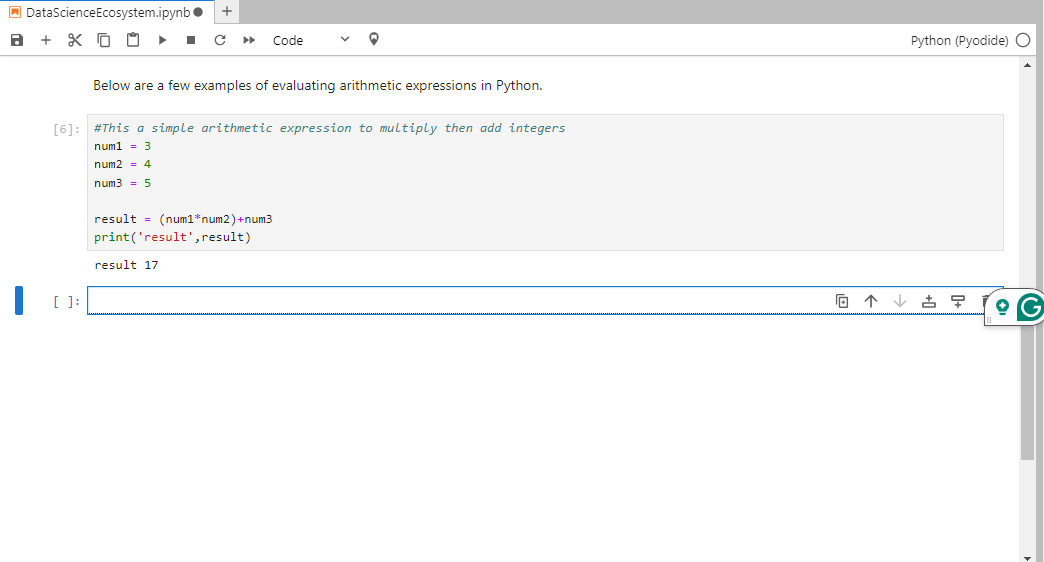 DataScienceEcosystem.ipynb
Code
Python (Pyodide)
Below are a few examples of evaluating arithmetic expressions in Python.
[6]:
#This a simple arithmetic expression to multiply then add integers
num1 = 3
num2 = 4
num3 = 5
result = (num1*num2)+num3
print('result',result)
result 17
[ ]: